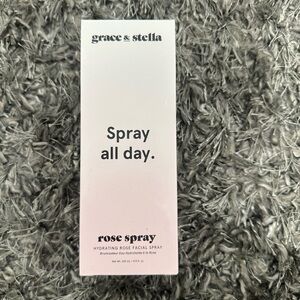 grace & stella
Spray
all day.
rose spray
HYDRATING ROSE FACIAL SPRAY